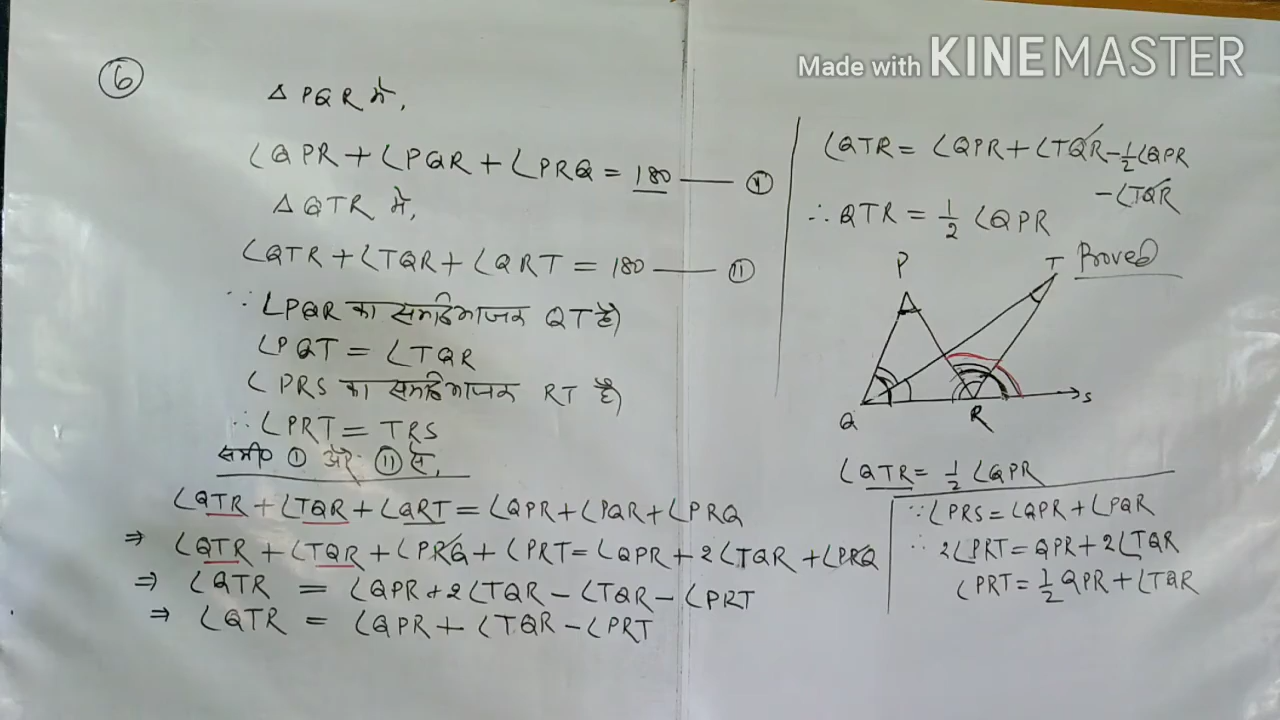 Made with KINEMASTER
6
△ PQR में,
∠QPR + ∠PQR + ∠PRQ = 180 —— ①
△ QTR में,
∠QTR + ∠TQR + ∠QRT = 180 —— ⑪
∵ ∠PQR का समद्विभाजक QT है)
∠PQT = ∠TQR
∠PRS का समद्विभाजक RT है)
∴ ∠PRT = TRS
समी० ① और ⑪ से,
∠QTR + ∠TQR + ∠QRT = ∠QPR + ∠PQR + ∠PRQ
⇒ ∠QTR + ∠TQR + ∠PRQ + ∠PRT = ∠QPR + 2∠TQR + ∠PRQ
⇒ ∠QTR = ∠QPR + 2∠TQR − ∠TQR − ∠PRT
⇒ ∠QTR = ∠QPR + ∠TQR − ∠PRT
∠QTR = ∠QPR + ∠TQR − ½∠QPR
− ∠TQR
∴ QTR = ½ ∠QPR
Proved
P T
Q R S
∠QTR = ½ ∠QPR
∵ ∠PRS = ∠QPR + ∠PQR
∴ 2∠PRT = QPR + 2∠TQR
∠PRT = ½ QPR + ∠TQR